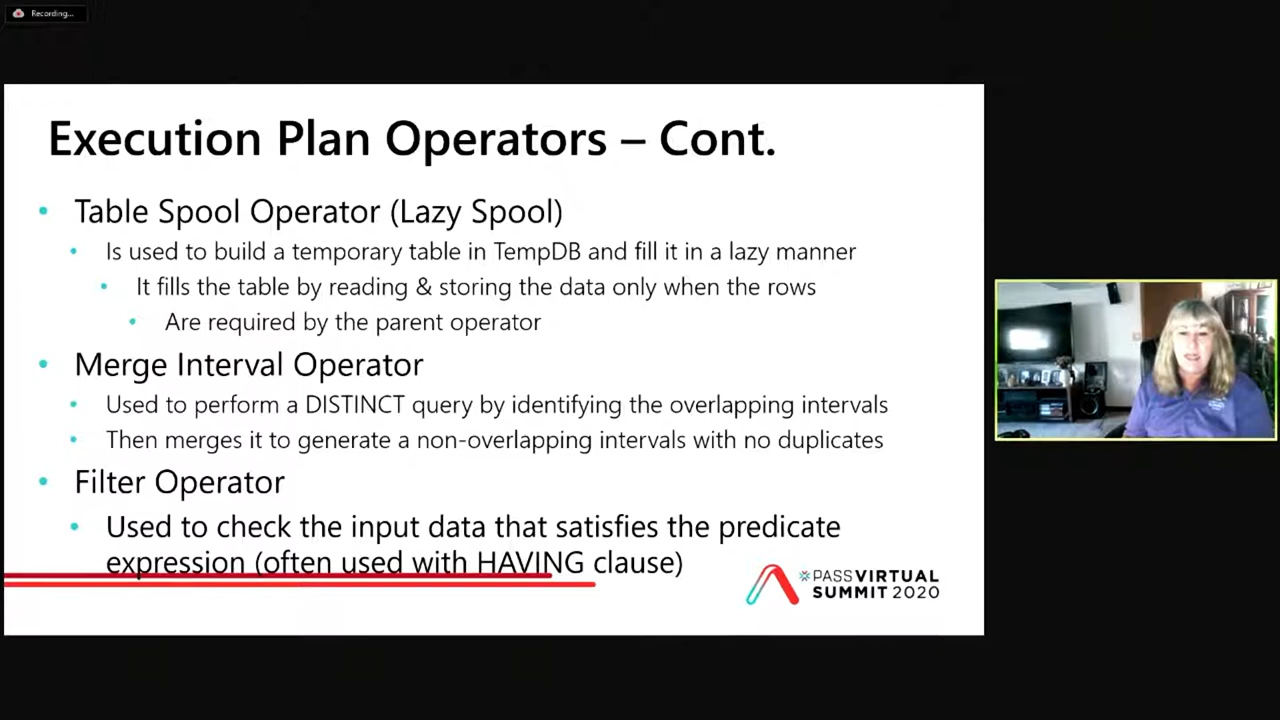 Recording...
Execution Plan Operators – Cont.
• Table Spool Operator (Lazy Spool)
• Is used to build a temporary table in TempDB and fill it in a lazy manner
• It fills the table by reading & storing the data only when the rows
• Are required by the parent operator
• Merge Interval Operator
• Used to perform a DISTINCT query by identifying the overlapping intervals
• Then merges it to generate a non-overlapping intervals with no duplicates
• Filter Operator
• Used to check the input data that satisfies the predicate
expression (often used with HAVING clause)
PASSVIRTUAL
SUMMIT 2020